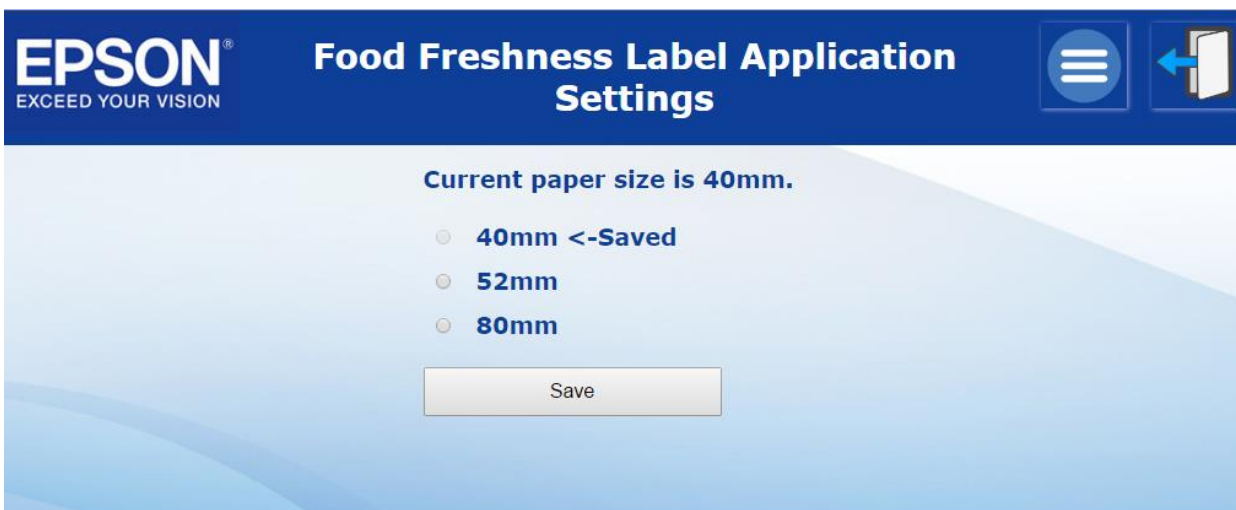 EPSON®
EXCEED YOUR VISION
Food Freshness Label Application
Settings
Current paper size is 40mm.
40mm <-Saved
52mm
80mm
Save